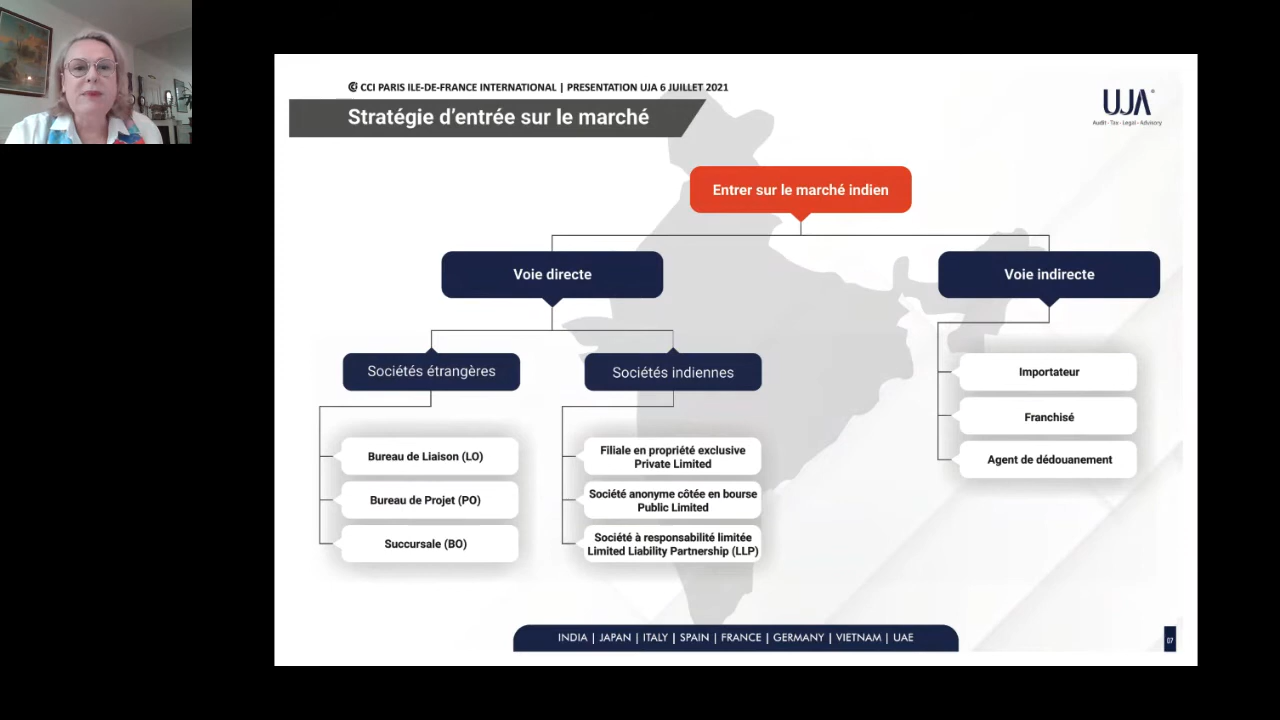 © CCI PARIS ILE-DE-FRANCE INTERNATIONAL | PRESENTATION UJA 6 JUILLET 2021
Stratégie d’entrée sur le marché
UJA
Audit - Tax - Legal - Advisory
Entrer sur le marché indien
Voie directe
Voie indirecte
Sociétés étrangères
Bureau de Liaison (LO)
Bureau de Projet (PO)
Succursale (BO)
Sociétés indiennes
Filiale en propriété exclusive
Private Limited
Société anonyme côtée en bourse
Public Limited
Société à responsabilité limitée
Limited Liability Partnership (LLP)
Importateur
Franchisé
Agent de dédouanement
INDIA | JAPAN | ITALY | SPAIN | FRANCE | GERMANY | VIETNAM | UAE
07